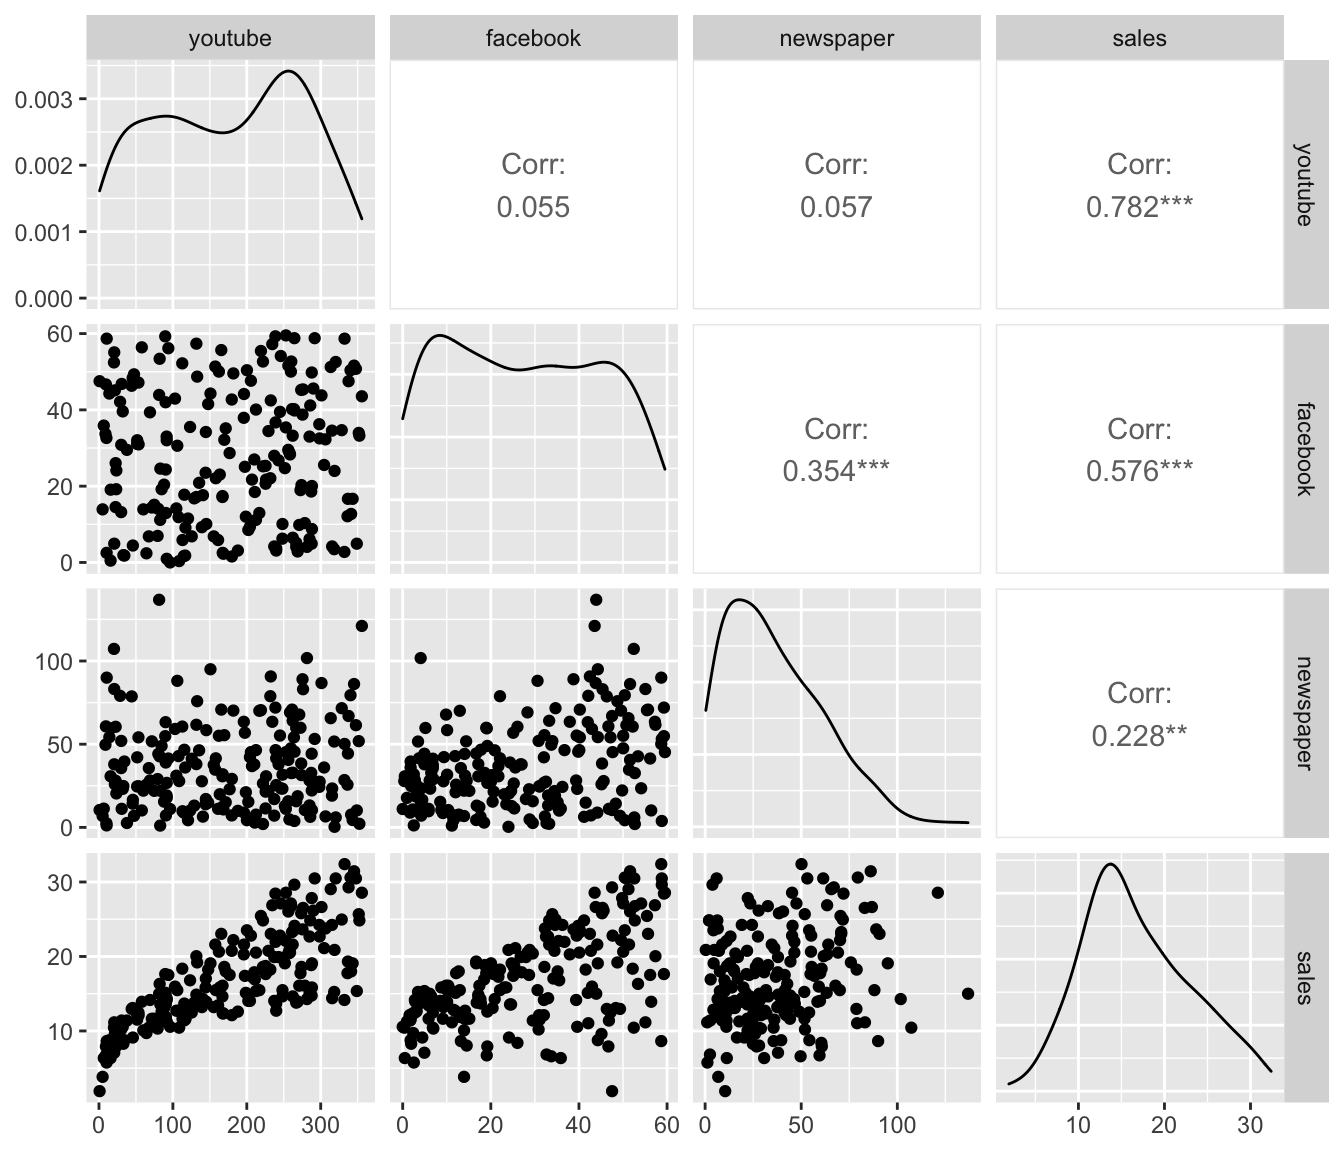 youtube facebook newspaper sales
0.003
0.002
0.001
0.000
Corr:
0.055
Corr:
0.057
Corr:
0.782***
youtube
60
40
20
0
Corr:
0.354***
Corr:
0.576***
facebook
100
50
0
Corr:
0.228**
newspaper
30
20
10
sales
0 100 200 300 0 20 40 60 0 50 100 10 20 30